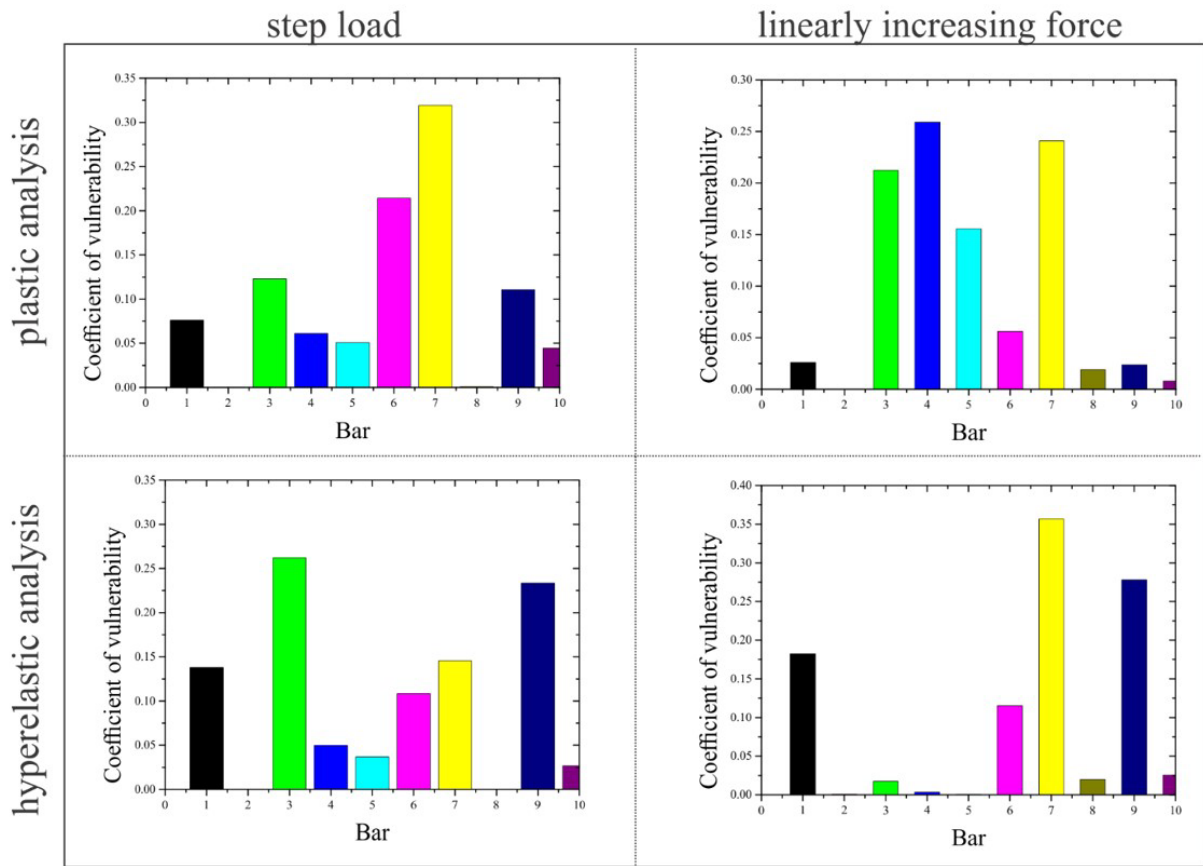 step load
linearly increasing force
plastic analysis
Coefficient of vulnerability
0.35
0.30
0.25
0.20
0.15
0.10
0.05
0.00
0 1 2 3 4 5 6 7 8 9 10
Bar
Coefficient of vulnerability
0.30
0.25
0.20
0.15
0.10
0.05
0.00
0 1 2 3 4 5 6 7 8 9 10
Bar
hyperelastic analysis
Coefficient of vulnerability
0.35
0.30
0.25
0.20
0.15
0.10
0.05
0.00
0 1 2 3 4 5 6 7 8 9 10
Bar
Coefficient of vulnerability
0.40
0.35
0.30
0.25
0.20
0.15
0.10
0.05
0.00
0 1 2 3 4 5 6 7 8 9 10
Bar